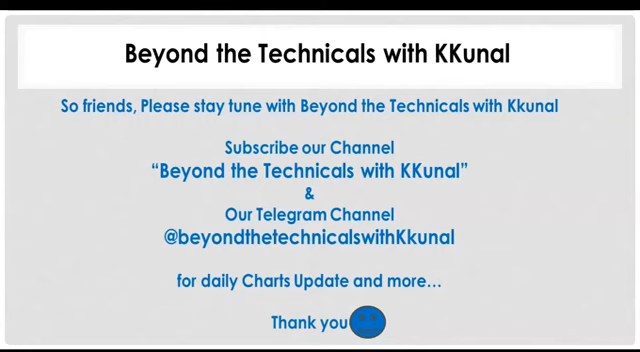 Beyond the Technicals with KKunal
So friends, Please stay tune with Beyond the Technicals with Kkunal
Subscribe our Channel
“Beyond the Technicals with KKunal”
&
Our Telegram Channel
@beyondthetechnicalswithKkunal
for daily Charts Update and more…
Thank you